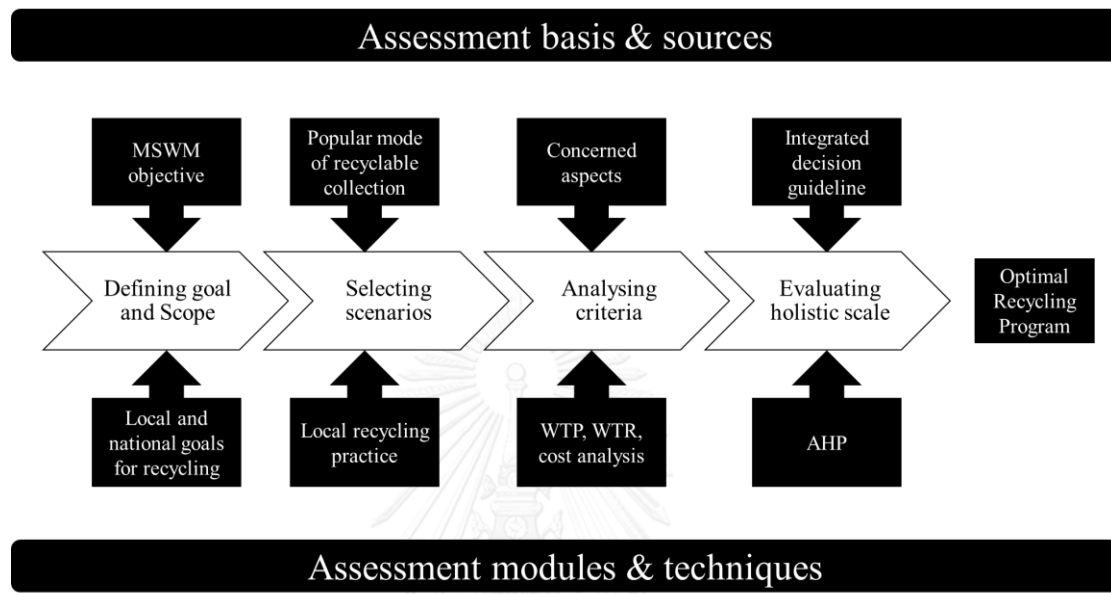 Assessment basis & sources
MSWM
objective
Popular mode
of recyclable
collection
Concerned
aspects
Integrated
decision
guideline
Defining goal
and Scope
Selecting
scenarios
Analysing
criteria
Evaluating
holistic scale
Optimal
Recycling
Program
Local and
national goals
for recycling
Local recycling
practice
WTP, WTR,
cost analysis
AHP
Assessment modules & techniques